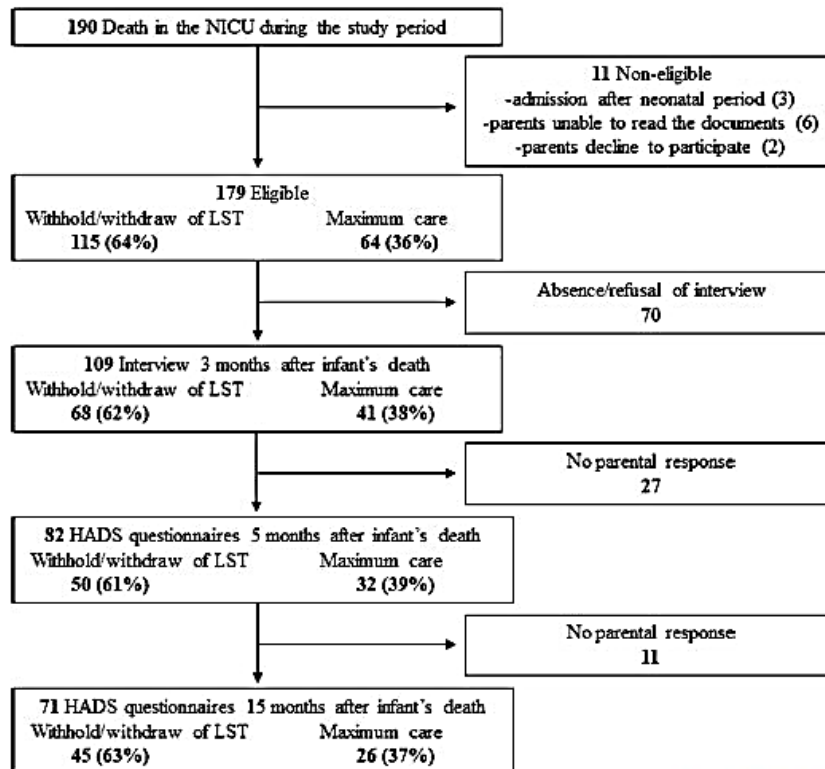 190 Death in the NICU during the study period
11 Non-eligible
-admission after neonatal period (3)
-parents unable to read the documents (6)
-parents decline to participate (2)
179 Eligible
Withhold/withdraw of LST Maximum care
115 (64%) 64 (36%)
Absence/refusal of interview
70
109 Interview 3 months after infant's death
Withhold/withdraw of LST Maximum care
68 (62%) 41 (38%)
No parental response
27
82 HADS questionnaires 5 months after infant's death
Withhold/withdraw of LST Maximum care
50 (61%) 32 (39%)
No parental response
11
71 HADS questionnaires 15 months after infant's death
Withhold/withdraw of LST Maximum care
45 (63%) 26 (37%)